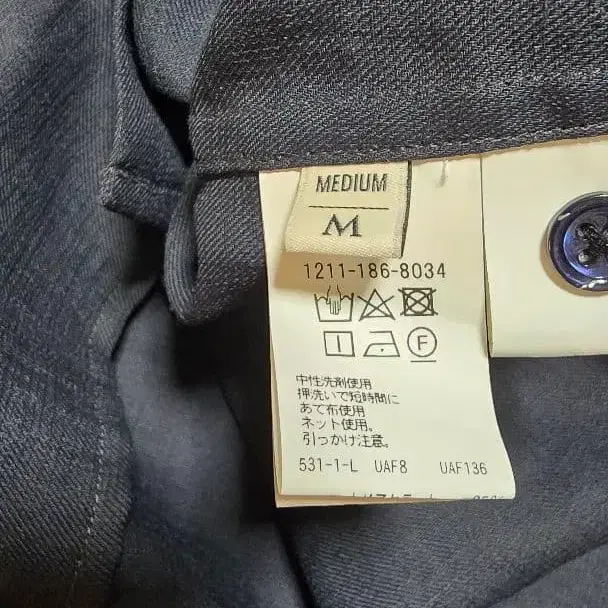 MEDIUM
M
1211-186-8034
F
中性洗剤使用
押洗いで短時間に
あて布使用
ネット使用。
引っかけ注意。
531-1-L UAF8 UAF136